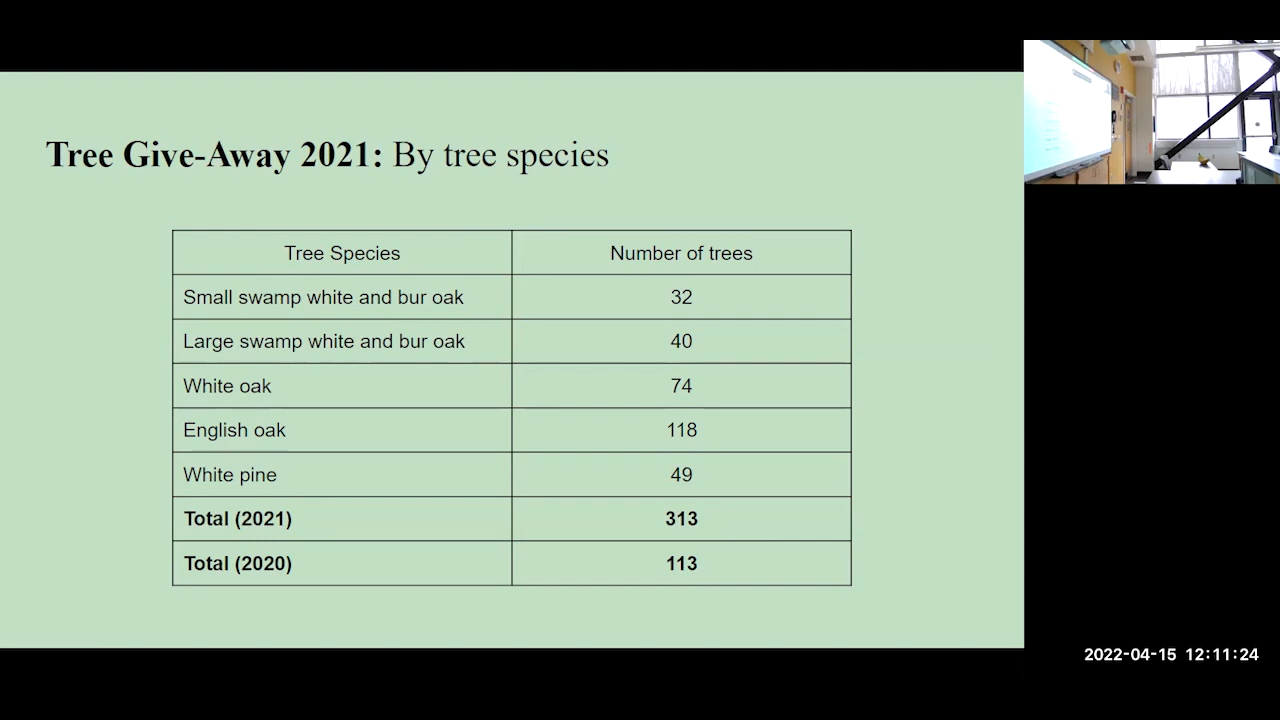 Tree Give-Away 2021: By tree species
Tree Species Number of trees
Small swamp white and bur oak 32
Large swamp white and bur oak 40
White oak 74
English oak 118
White pine 49
Total (2021) 313
Total (2020) 113
2022-04-15 12:11:24